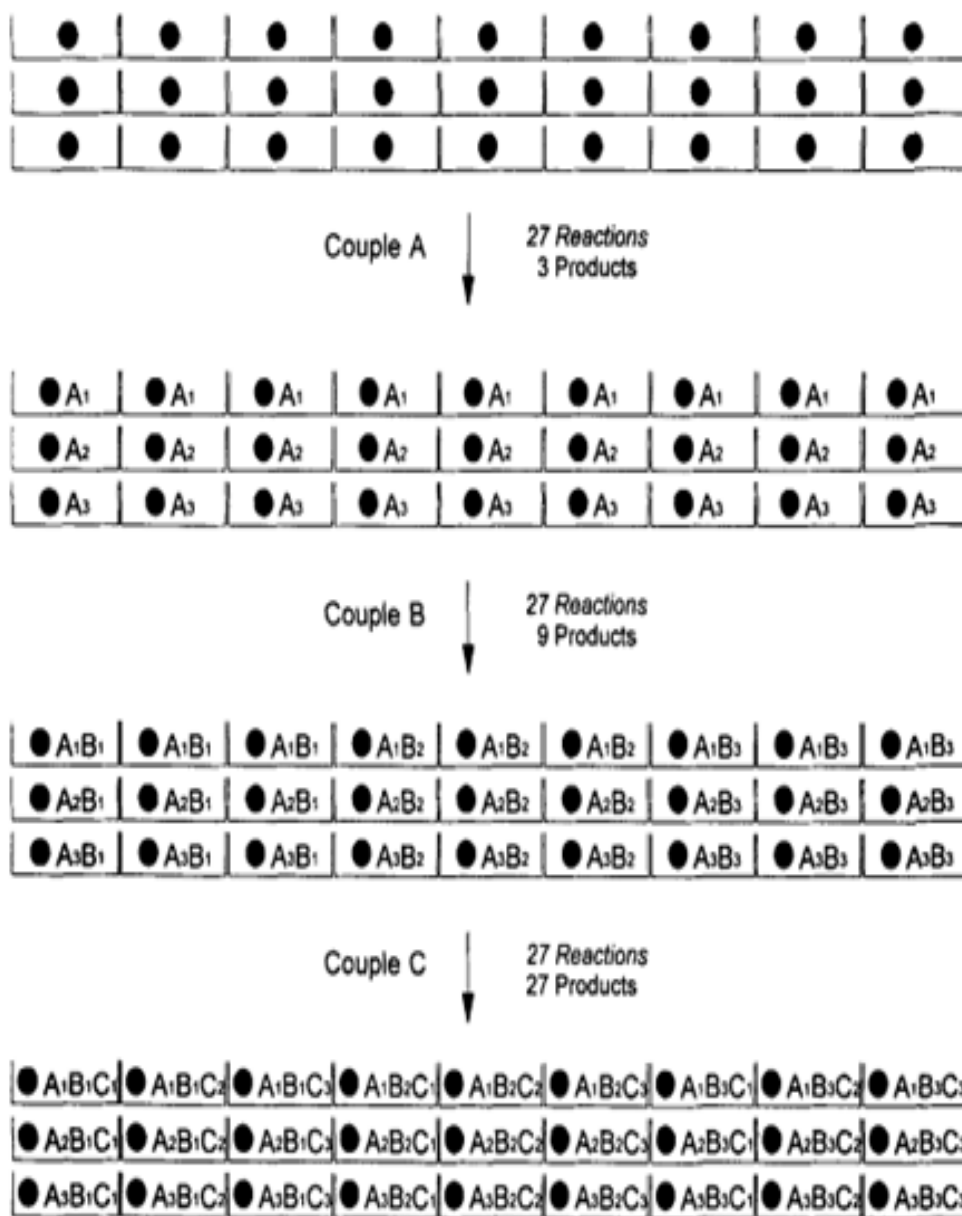 Couple A
27 Reactions
3 Products
A1 A1 A1 A1 A1 A1 A1 A1 A1
A2 A2 A2 A2 A2 A2 A2 A2 A2
A3 A3 A3 A3 A3 A3 A3 A3 A3
Couple B
27 Reactions
9 Products
A1B1 A1B1 A1B1 A1B2 A1B2 A1B2 A1B3 A1B3 A1B3
A2B1 A2B1 A2B1 A2B2 A2B2 A2B2 A2B3 A2B3 A2B3
A3B1 A3B1 A3B1 A3B2 A3B2 A3B2 A3B3 A3B3 A3B3
Couple C
27 Reactions
27 Products
A1B1C1 A1B1C2 A1B1C3 A1B2C1 A1B2C2 A1B2C3 A1B3C1 A1B3C2 A1B3C3
A2B1C1 A2B1C2 A2B1C3 A2B2C1 A2B2C2 A2B2C3 A2B3C1 A2B3C2 A2B3C3
A3B1C1 A3B1C2 A3B1C3 A3B2C1 A3B2C2 A3B2C3 A3B3C1 A3B3C2 A3B3C3